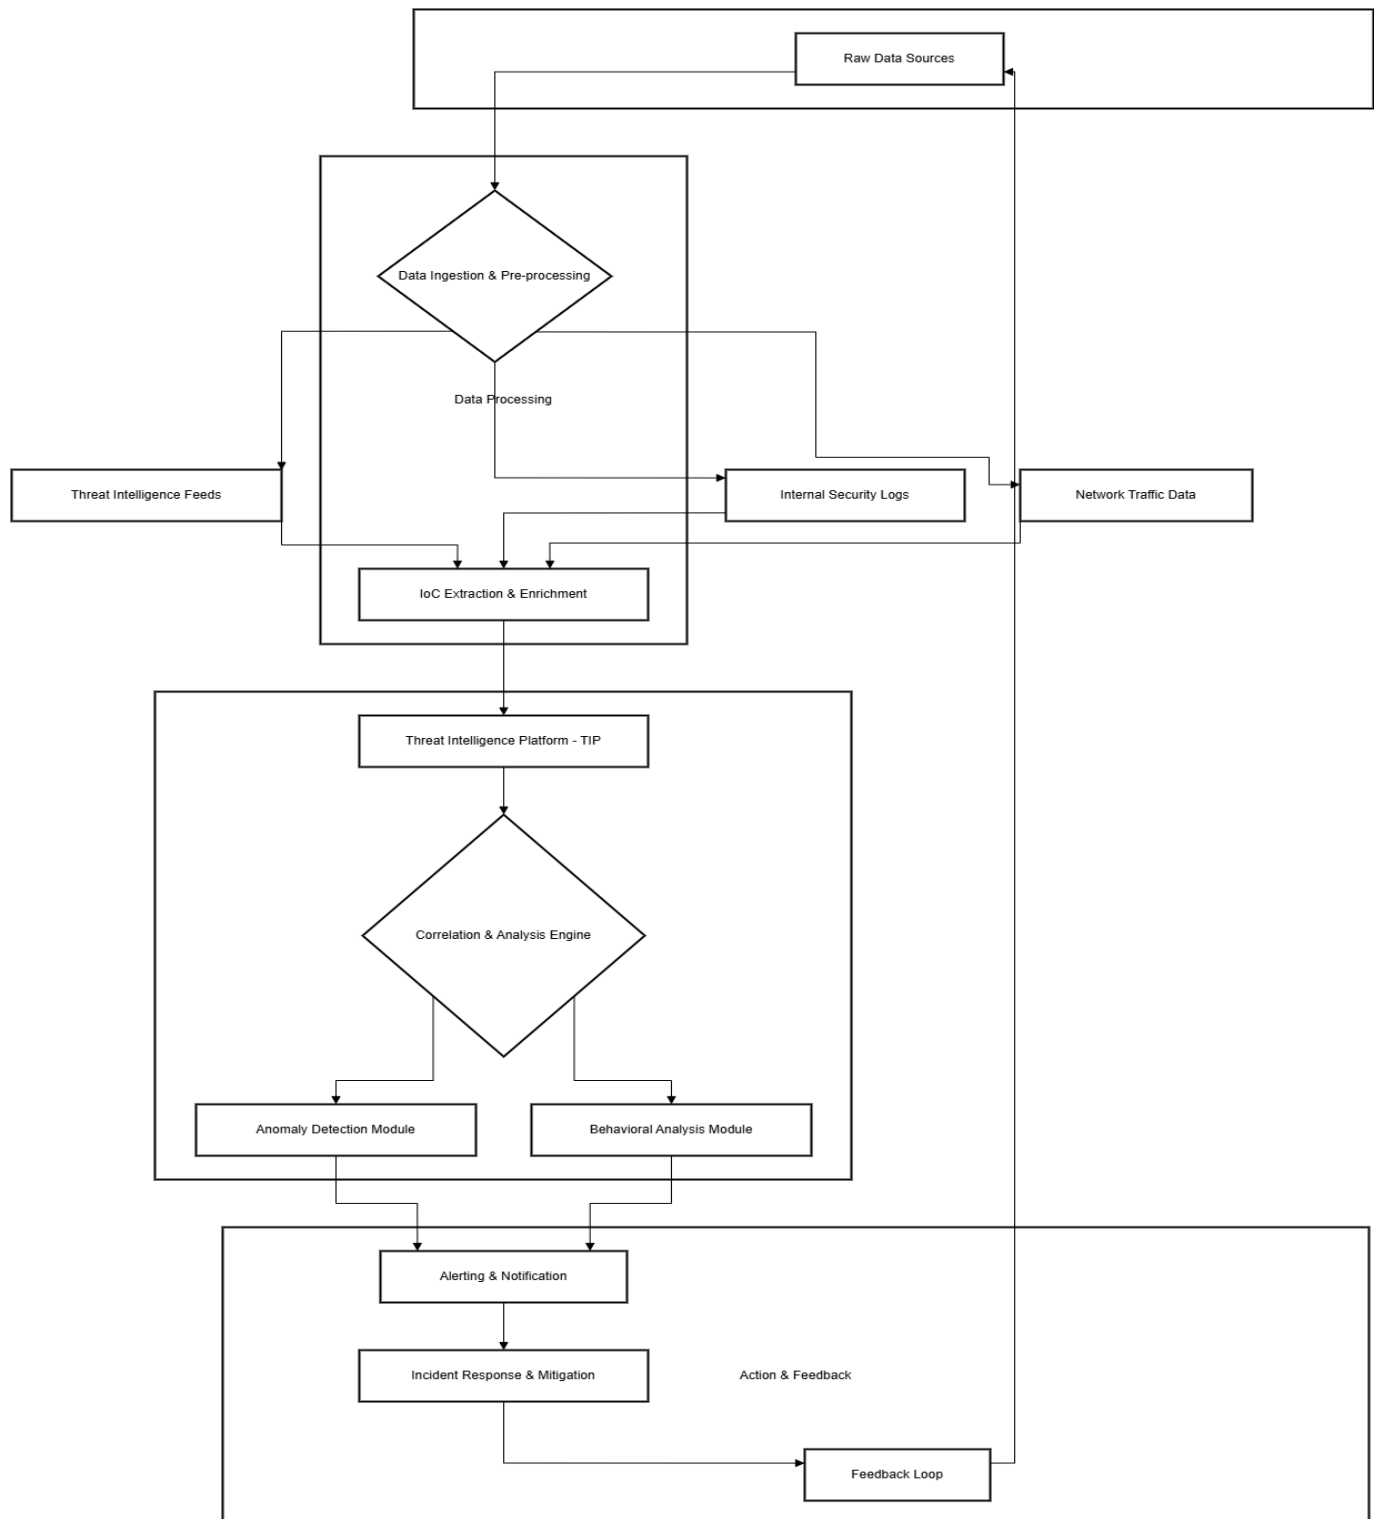 Raw Data Sources
Data Ingestion & Pre-processing
Data Processing
Threat Intelligence Feeds
Internal Security Logs
Network Traffic Data
IoC Extraction & Enrichment
Threat Intelligence Platform - TIP
Correlation & Analysis Engine
Anomaly Detection Module
Behavioral Analysis Module
Alerting & Notification
Incident Response & Mitigation
Action & Feedback
Feedback Loop